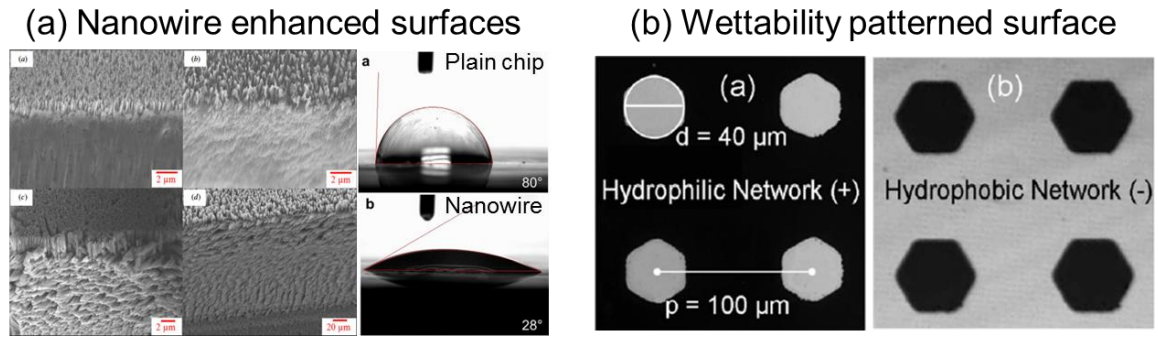 (a) Nanowire enhanced surfaces
(a)
2 µm
(b)
2 µm
(c)
2 µm
(d)
20 µm
a
Plain chip
80°
b
Nanowire
28°
(b) Wettability patterned surface
(a)
d = 40 µm
Hydrophilic Network (+)
p = 100 µm
(b)
Hydrophobic Network (-)